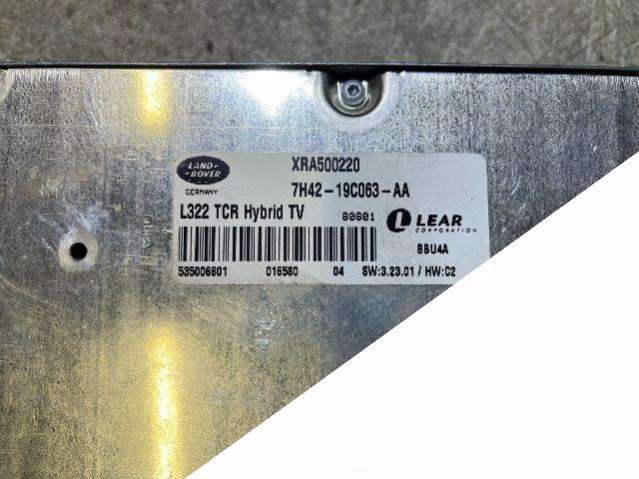 LAND-
-ROVER
GERMANY
XRA500220
7H42-19C063-AA
L322 TCR Hybrid TV
80801
LEAR
CORPORATION
BBU4A
535006801 016580 04 SW:3.23.01 / HW:C2